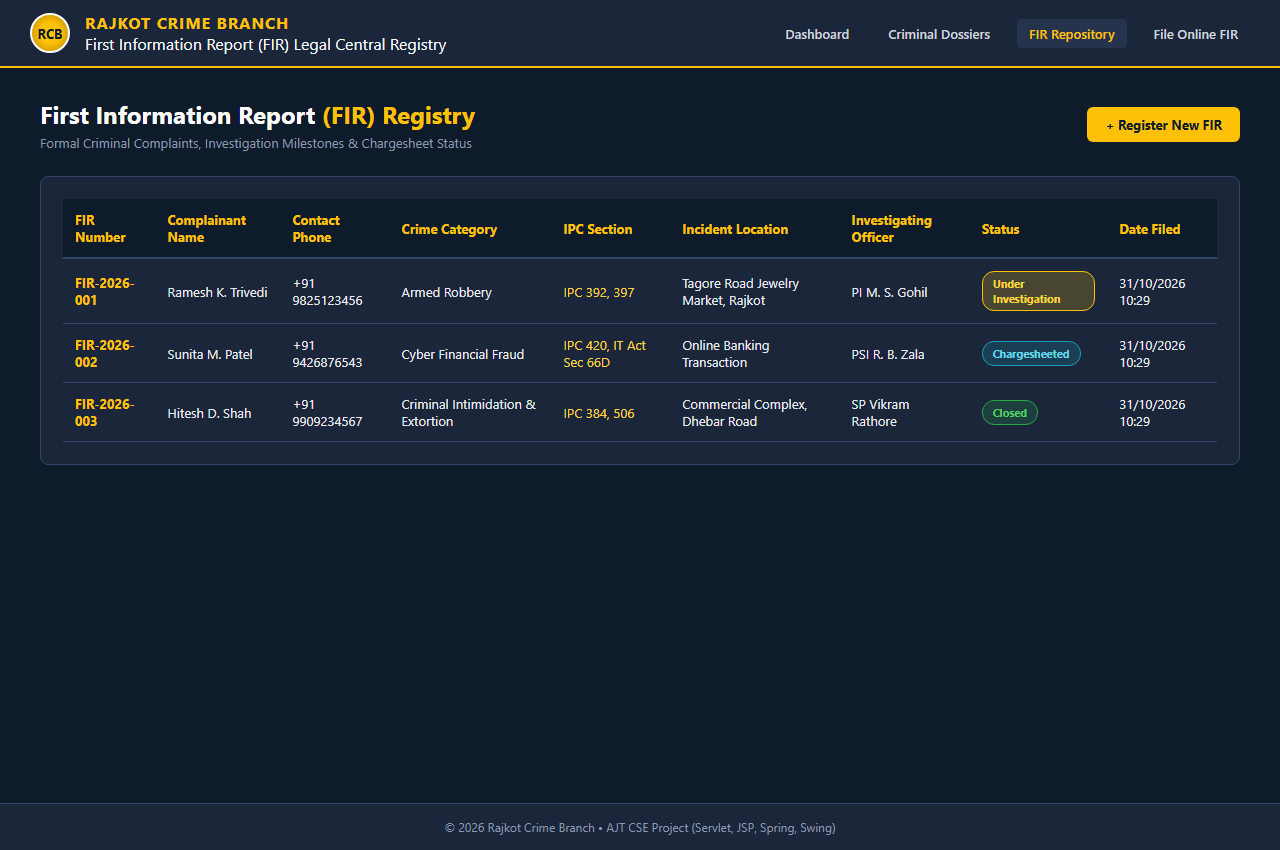 RCB
RAJKOT CRIME BRANCH
First Information Report (FIR) Legal Central Registry
Dashboard
Criminal Dossiers
FIR Repository
File Online FIR
First Information Report (FIR) Registry
Formal Criminal Complaints, Investigation Milestones & Chargesheet Status
+ Register New FIR
FIR
Number
Complainant
Name
Contact
Phone
Crime Category
IPC Section
Incident Location
Investigating
Officer
Status
Date Filed
FIR-2026-
001
Ramesh K. Trivedi
+91
9825123456
Armed Robbery
IPC 392, 397
Tagore Road Jewelry
Market, Rajkot
PI M. S. Gohil
Under
Investigation
31/10/2026
10:29
FIR-2026-
002
Sunita M. Patel
+91
9426876543
Cyber Financial Fraud
IPC 420, IT Act
Sec 66D
Online Banking
Transaction
PSI R. B. Zala
Chargesheeted
31/10/2026
10:29
FIR-2026-
003
Hitesh D. Shah
+91
9909234567
Criminal Intimidation &
Extortion
IPC 384, 506
Commercial Complex,
Dhebar Road
SP Vikram
Rathore
Closed
31/10/2026
10:29
© 2026 Rajkot Crime Branch • AJT CSE Project (Servlet, JSP, Spring, Swing)